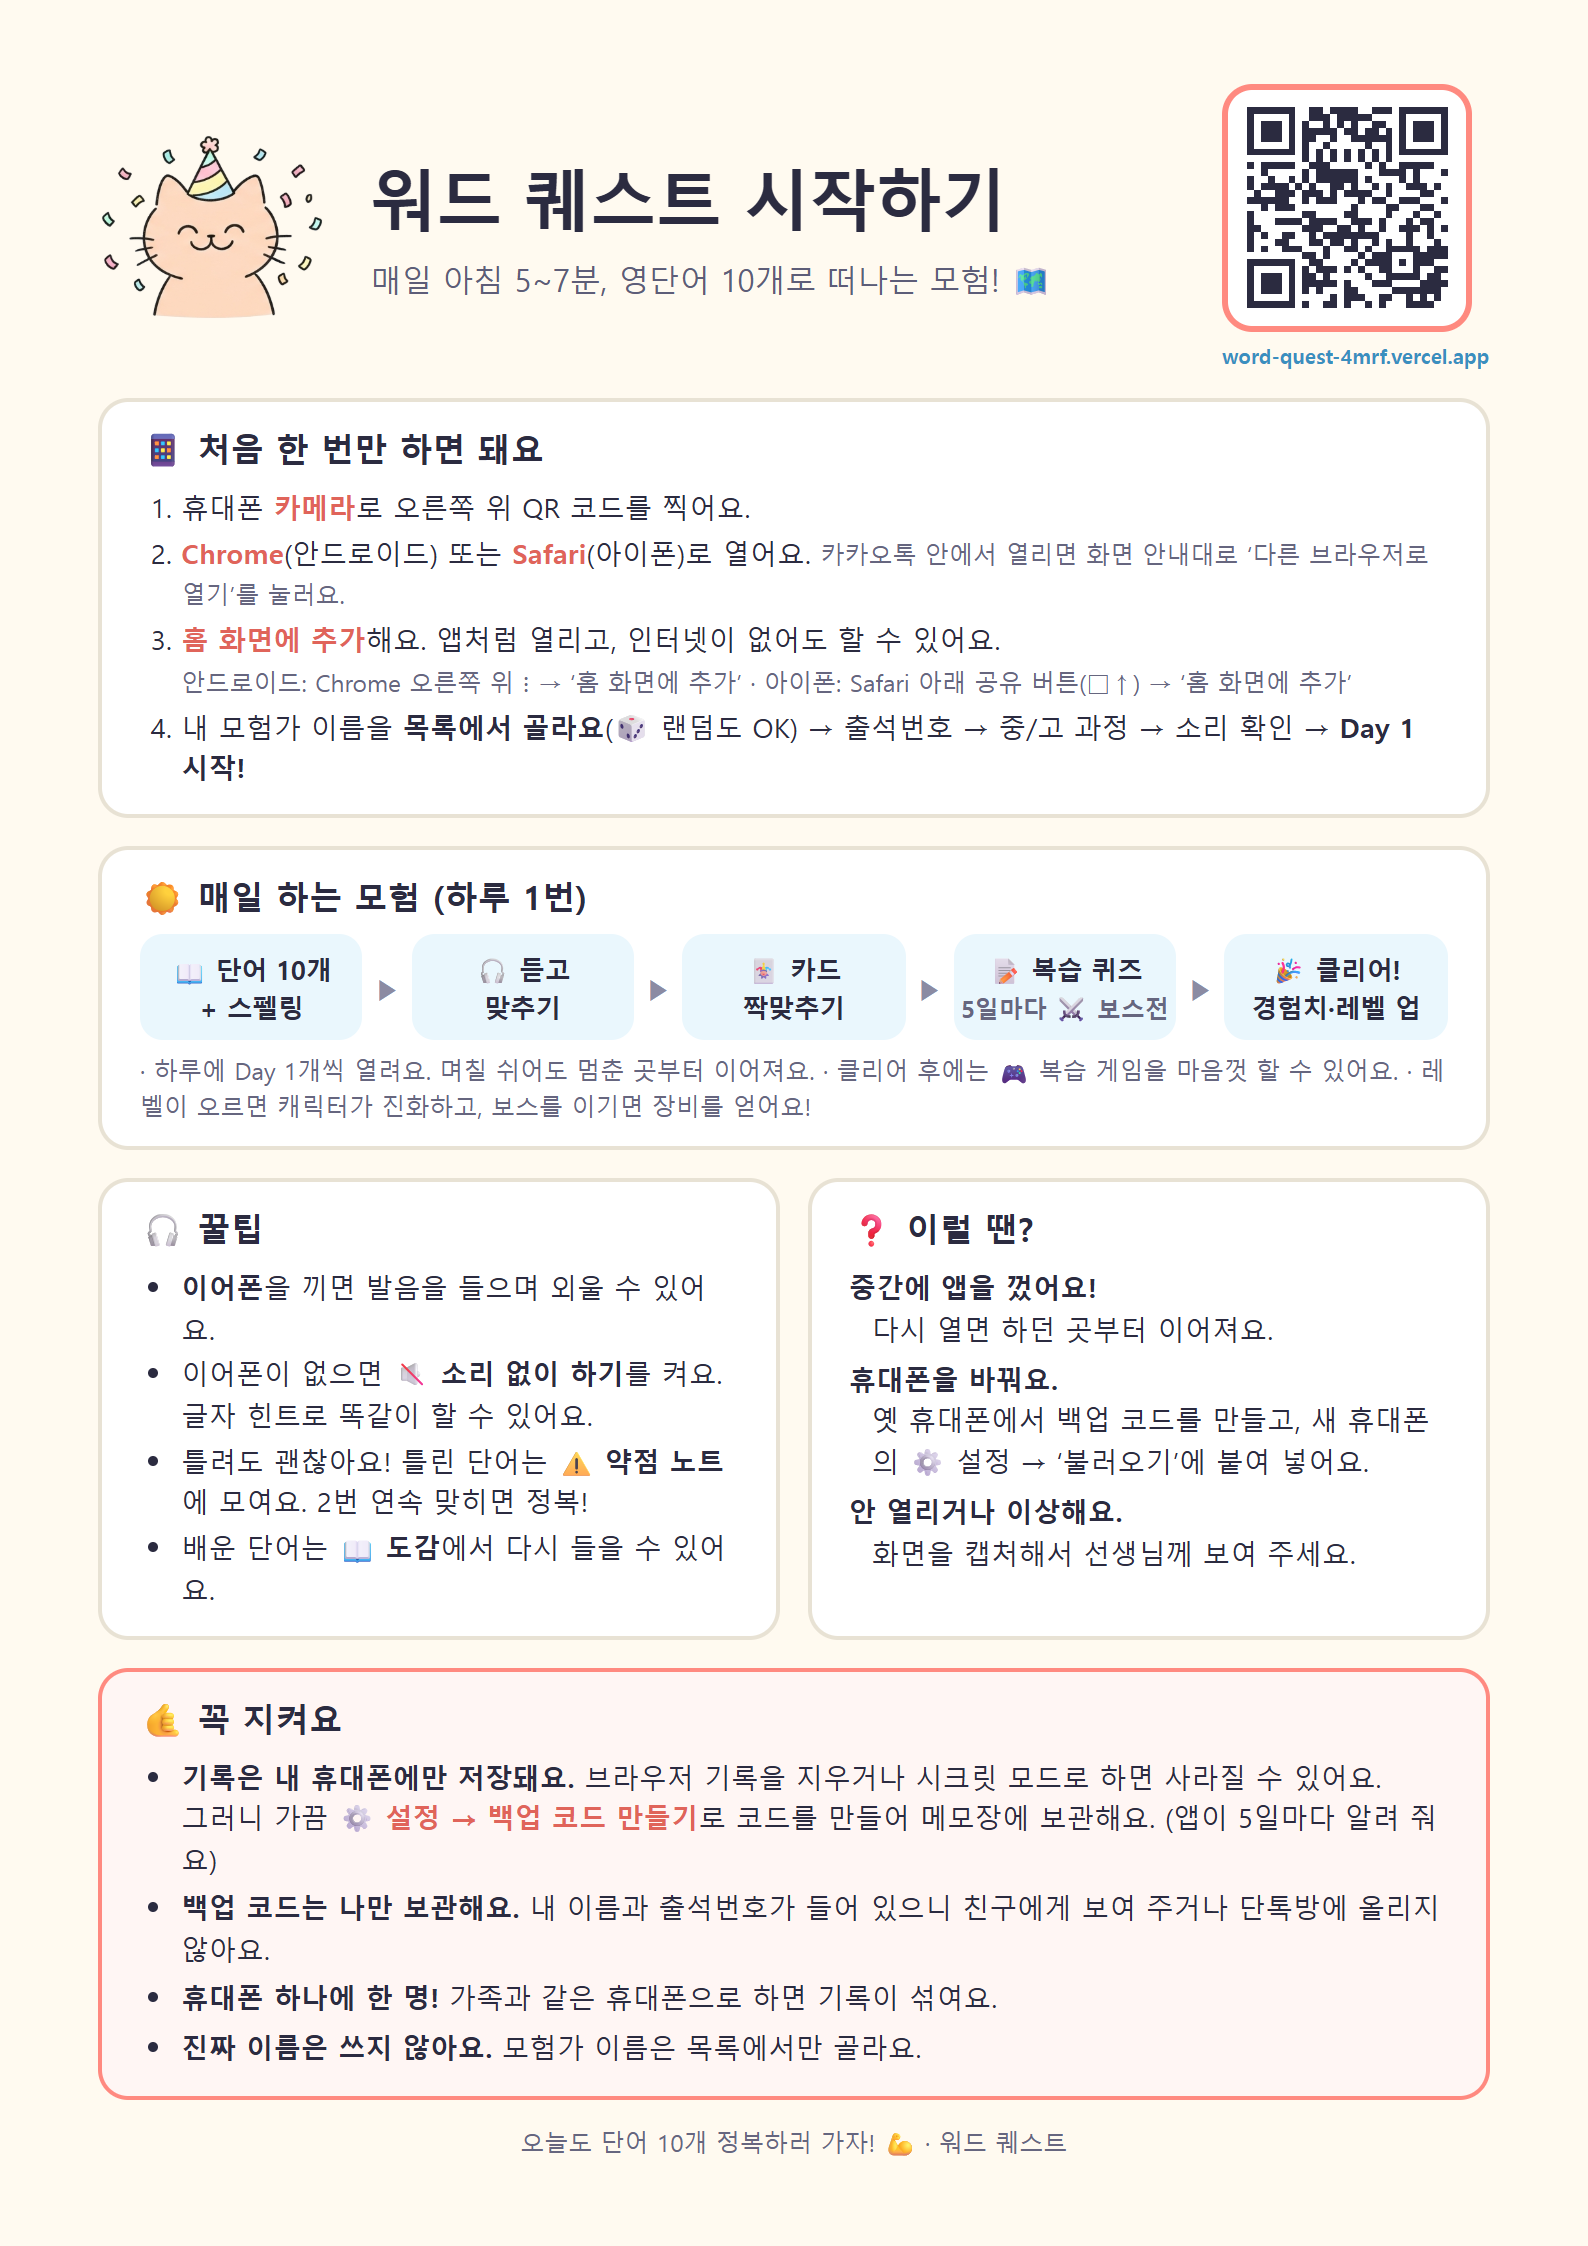 워드 퀘스트 시작하기
매일 아침 5~7분, 영단어 10개로 떠나는 모험! 🗺️
word-quest-4mrf.vercel.app
📱 처음 한 번만 하면 돼요
1. 휴대폰 카메라로 오른쪽 위 QR 코드를 찍어요.
2. Chrome(안드로이드) 또는 Safari(아이폰)로 열어요. 카카오톡 안에서 열리면 화면 안내대로 ‘다른 브라우저로
열기’를 눌러요.
3. 홈 화면에 추가해요. 앱처럼 열리고, 인터넷이 없어도 할 수 있어요.
안드로이드: Chrome 오른쪽 위 ⋮ → ‘홈 화면에 추가’ · 아이폰: Safari 아래 공유 버튼(□↑) → ‘홈 화면에 추가’
4. 내 모험가 이름을 목록에서 골라요(🎲 랜덤도 OK) → 출석번호 → 중/고 과정 → 소리 확인 → Day 1
시작!
🌞 매일 하는 모험 (하루 1번)
📖 단어 10개
+ 스펠링
▶
🎧 듣고
맞추기
▶
🃏 카드
짝맞추기
▶
📝 복습 퀴즈
5일마다 ⚔️ 보스전
▶
🎉 클리어!
경험치·레벨 업
· 하루에 Day 1개씩 열려요. 며칠 쉬어도 멈춘 곳부터 이어져요. · 클리어 후에는 🎮 복습 게임을 마음껏 할 수 있어요. · 레
벨이 오르면 캐릭터가 진화하고, 보스를 이기면 장비를 얻어요!
🎧 꿀팁
• 이어폰을 끼면 발음을 들으며 외울 수 있어
요.
• 이어폰이 없으면 🔇 소리 없이 하기를 켜요.
글자 힌트로 똑같이 할 수 있어요.
• 틀려도 괜찮아요! 틀린 단어는 ⚠️ 약점 노트
에 모여요. 2번 연속 맞히면 정복!
• 배운 단어는 📖 도감에서 다시 들을 수 있어
요.
❓ 이럴 땐?
중간에 앱을 껐어요!
다시 열면 하던 곳부터 이어져요.
휴대폰을 바꿔요.
옛 휴대폰에서 백업 코드를 만들고, 새 휴대폰
의 ⚙️ 설정 → ‘불러오기’에 붙여 넣어요.
안 열리거나 이상해요.
화면을 캡처해서 선생님께 보여 주세요.
🤙 꼭 지켜요
• 기록은 내 휴대폰에만 저장돼요. 브라우저 기록을 지우거나 시크릿 모드로 하면 사라질 수 있어요.
그러니 가끔 ⚙️ 설정 → 백업 코드 만들기로 코드를 만들어 메모장에 보관해요. (앱이 5일마다 알려 줘
요)
• 백업 코드는 나만 보관해요. 내 이름과 출석번호가 들어 있으니 친구에게 보여 주거나 단톡방에 올리지
않아요.
• 휴대폰 하나에 한 명! 가족과 같은 휴대폰으로 하면 기록이 섞여요.
• 진짜 이름은 쓰지 않아요. 모험가 이름은 목록에서만 골라요.
오늘도 단어 10개 정복하러 가자! 💪 · 워드 퀘스트